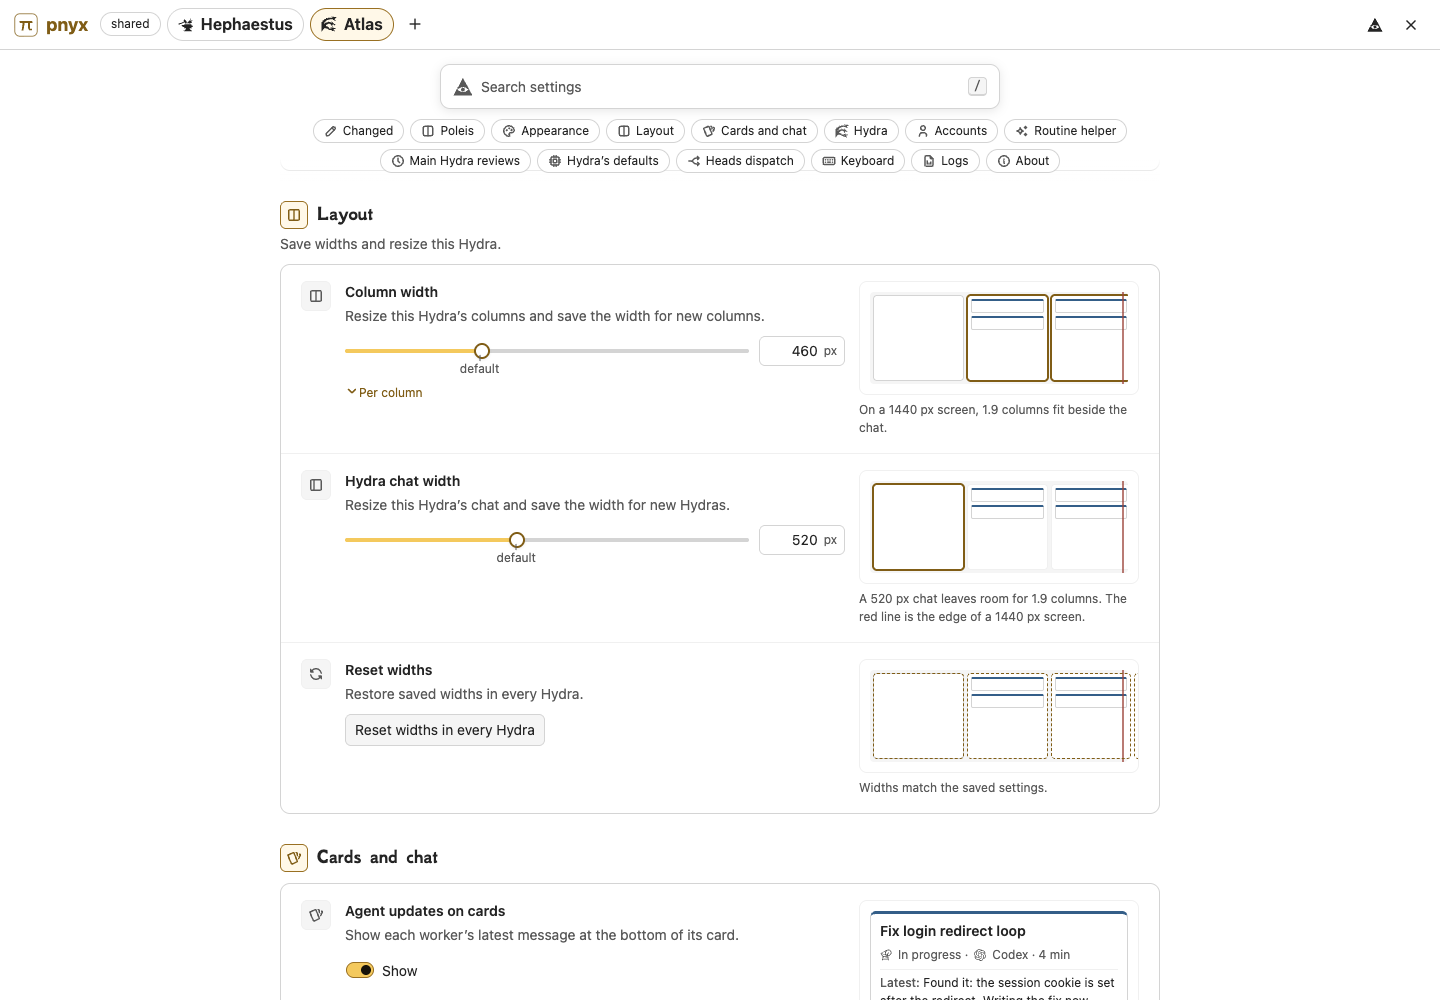 π pnyx shared Hephaestus Atlas +
Search settings /
Changed Poleis Appearance Layout Cards and chat Hydra Accounts Routine helper
Main Hydra reviews Hydra’s defaults Heads dispatch Keyboard Logs About
Layout
Save widths and resize this Hydra.
Column width
Resize this Hydra’s columns and save the width for new columns.
460 px
default
Per column
On a 1440 px screen, 1.9 columns fit beside the
chat.
Hydra chat width
Resize this Hydra’s chat and save the width for new Hydras.
520 px
default
A 520 px chat leaves room for 1.9 columns. The
red line is the edge of a 1440 px screen.
Reset widths
Restore saved widths in every Hydra.
Reset widths in every Hydra
Widths match the saved settings.
Cards and chat
Agent updates on cards
Show each worker’s latest message at the bottom of its card.
Show
Fix login redirect loop
In progress · Codex · 4 min
Latest: Found it: the session cookie is set
after the redirect. Writing the fix now.